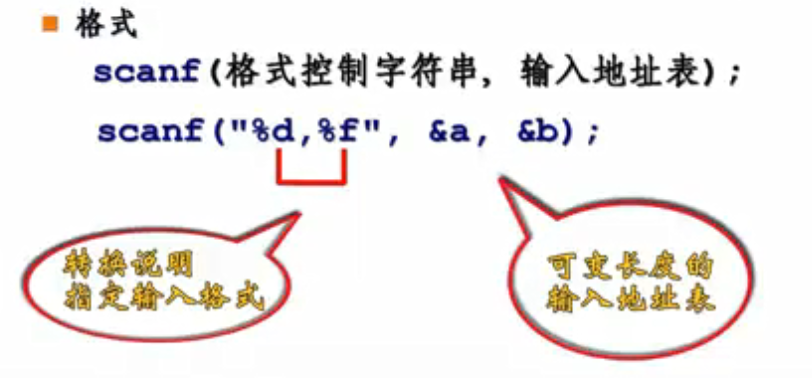 格式
scanf(格式控制字符串, 输入地址表);
scanf("%d,%f", &a, &b);
转换说明
指定输入格式
可变长度的
输入地址表